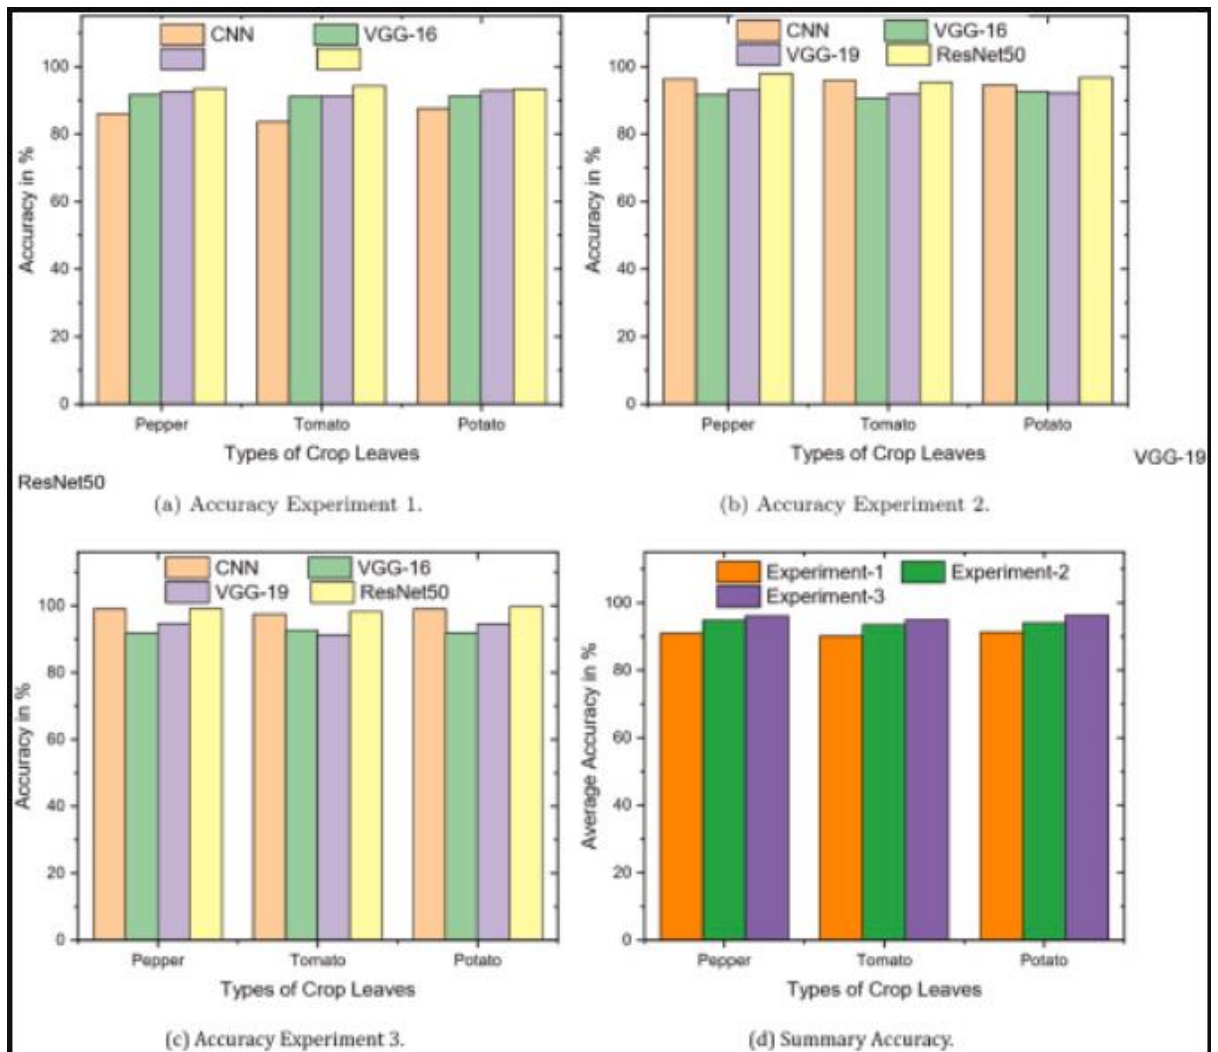 CNN VGG-16
100
80
60
40
20
0
Accuracy in %
Pepper Tomato Potato
Types of Crop Leaves
ResNet50
(a) Accuracy Experiment 1.
CNN VGG-16
VGG-19 ResNet50
100
80
60
40
20
0
Accuracy in %
Pepper Tomato Potato
Types of Crop Leaves
VGG-19
(b) Accuracy Experiment 2.
CNN VGG-16
VGG-19 ResNet50
100
80
60
40
20
0
Accuracy in %
Pepper Tomato Potato
Types of Crop Leaves
(c) Accuracy Experiment 3.
Experiment-1 Experiment-2
Experiment-3
100
80
60
40
20
0
Average Accuracy in %
Pepper Tomato Potato
Types of Crop Leaves
(d) Summary Accuracy.